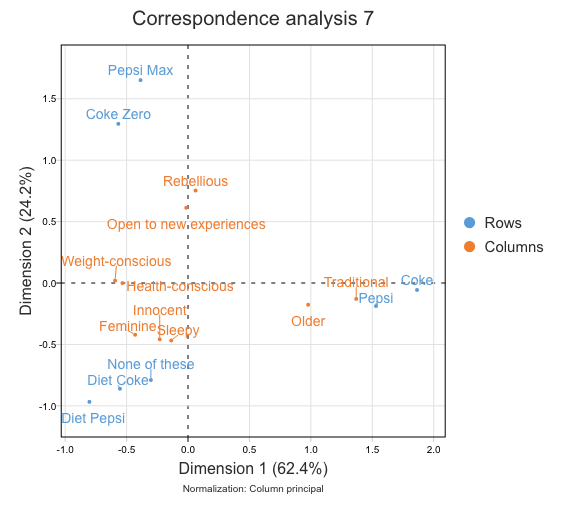 Correspondence analysis 7
Pepsi Max
1.5
Coke Zero
1.0
Rebellious
0.5
Open to new experiences
Weight-conscious
Rows
Columns
Dimension 2 (24.2%)
0.0
Health-conscious
Traditional
Coke
Pepsi
Innocent
Older
Feminine
Sleepy
-0.5
None of these
Diet Coke
-1.0
Diet Pepsi
-1.0 -0.5 0.0 0.5 1.0 1.5 2.0
Dimension 1 (62.4%)
Normalization: Column principal